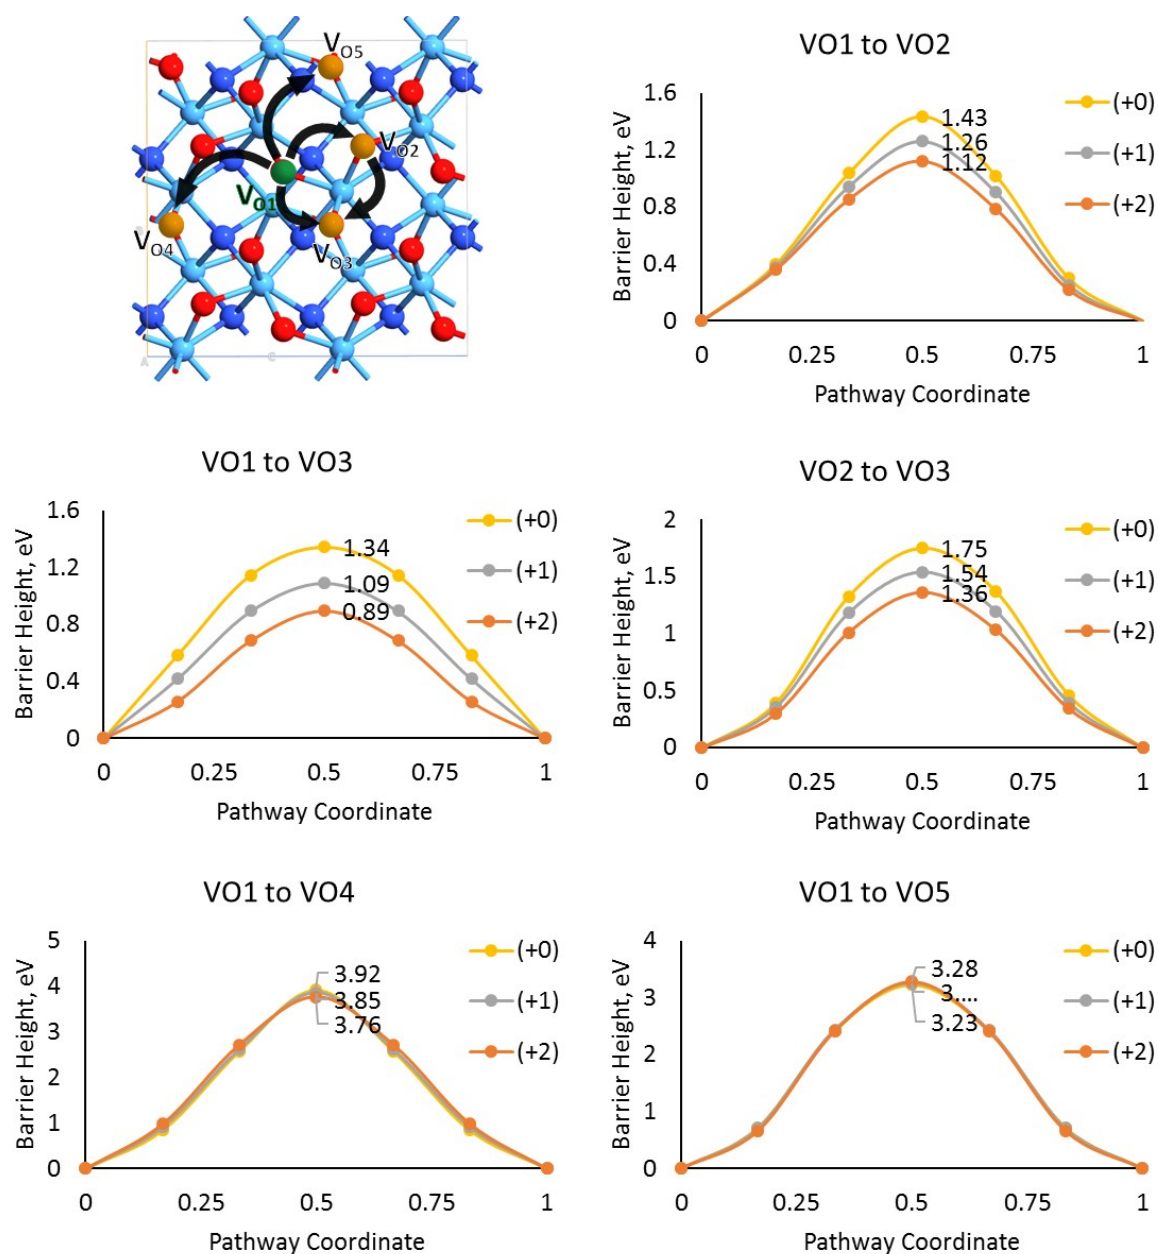 VO5
VO2
VO1
VO4
VO3
A
C
VO1 to VO2
Barrier Height, eV
1.6
1.2
0.8
0.4
0
1.43
1.26
1.12
(+0)
(+1)
(+2)
0 0.25 0.5 0.75 1
Pathway Coordinate
VO1 to VO3
Barrier Height, eV
1.6
1.2
0.8
0.4
0
1.34
1.09
0.89
(+0)
(+1)
(+2)
0 0.25 0.5 0.75 1
Pathway Coordinate
VO2 to VO3
Barrier Height, eV
2
1.5
1
0.5
0
1.75
1.54
1.36
(+0)
(+1)
(+2)
0 0.25 0.5 0.75 1
Pathway Coordinate
VO1 to VO4
Barrier Height, eV
5
4
3
2
1
0
3.92
3.85
3.76
(+0)
(+1)
(+2)
0 0.25 0.5 0.75 1
Pathway Coordinate
VO1 to VO5
Barrier Height, eV
4
3
2
1
0
3.28
3....
3.23
(+0)
(+1)
(+2)
0 0.25 0.5 0.75 1
Pathway Coordinate